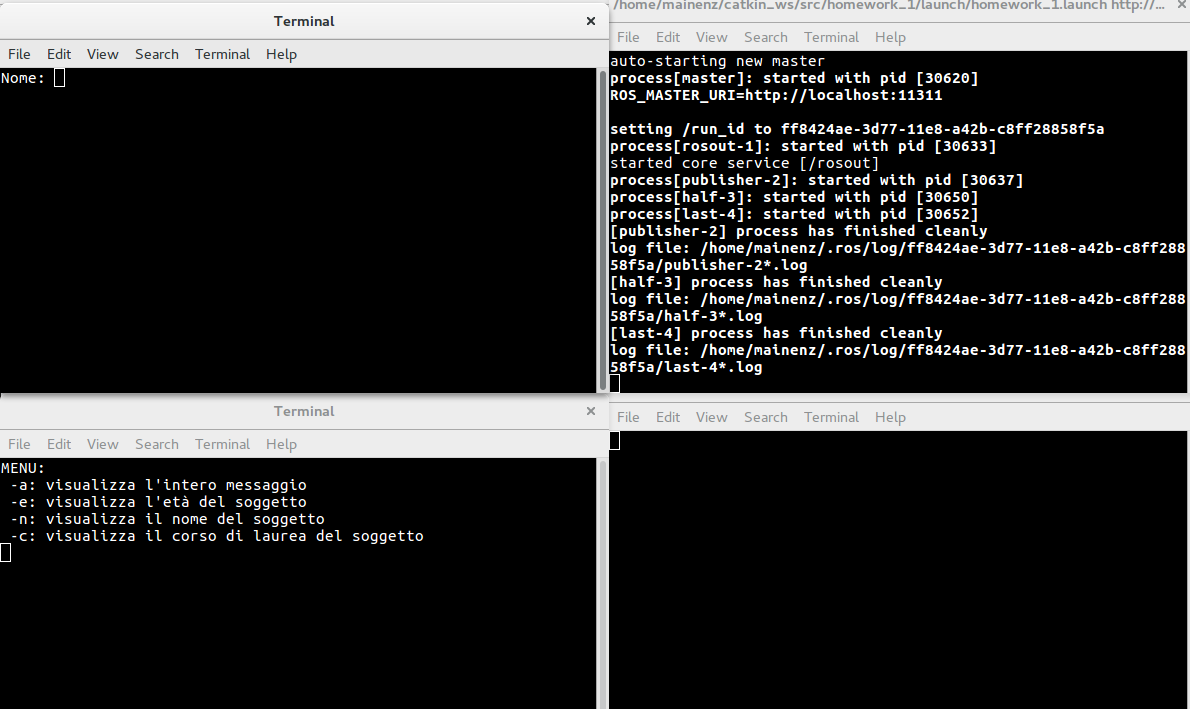 Terminal
File Edit View Search Terminal Help
Nome:
/home/mainenz/catkin_ws/src/homework_1/launch/homework_1.launch http://...
File Edit View Search Terminal Help
auto-starting new master
process[master]: started with pid [30620]
ROS_MASTER_URI=http://localhost:11311
setting /run_id to ff8424ae-3d77-11e8-a42b-c8ff28858f5a
process[rosout-1]: started with pid [30633]
started core service [/rosout]
process[publisher-2]: started with pid [30637]
process[half-3]: started with pid [30650]
process[last-4]: started with pid [30652]
[publisher-2] process has finished cleanly
log file: /home/mainenz/.ros/log/ff8424ae-3d77-11e8-a42b-c8ff288
58f5a/publisher-2*.log
[half-3] process has finished cleanly
log file: /home/mainenz/.ros/log/ff8424ae-3d77-11e8-a42b-c8ff288
58f5a/half-3*.log
[last-4] process has finished cleanly
log file: /home/mainenz/.ros/log/ff8424ae-3d77-11e8-a42b-c8ff288
58f5a/last-4*.log
Terminal
File Edit View Search Terminal Help
MENU:
-a: visualizza l'intero messaggio
-e: visualizza l'età del soggetto
-n: visualizza il nome del soggetto
-c: visualizza il corso di laurea del soggetto
File Edit View Search Terminal Help